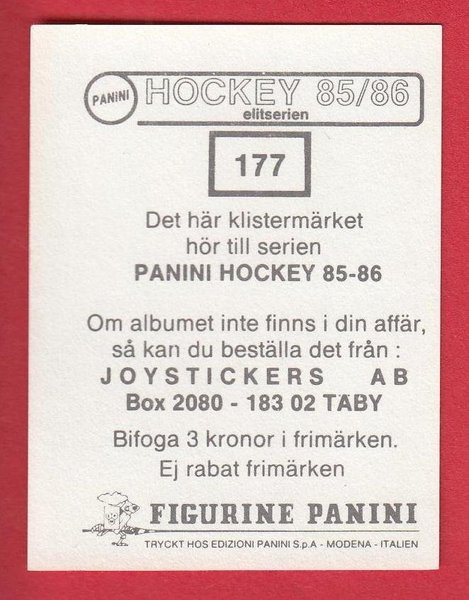 PANINI HOCKEY 85/86
elitserien
177
Det här klistermärket
hör till serien
PANINI HOCKEY 85-86
Om albumet inte finns i din affär,
så kan du beställa det från :
JOYSTICKERS AB
Box 2080 - 183 02 TABY
Bifoga 3 kronor i frimärken.
Ej rabat frimärken
FIGURINE PANINI
TRYCKT HOS EDIZIONI PANINI S.p.A - MODENA - ITALIEN